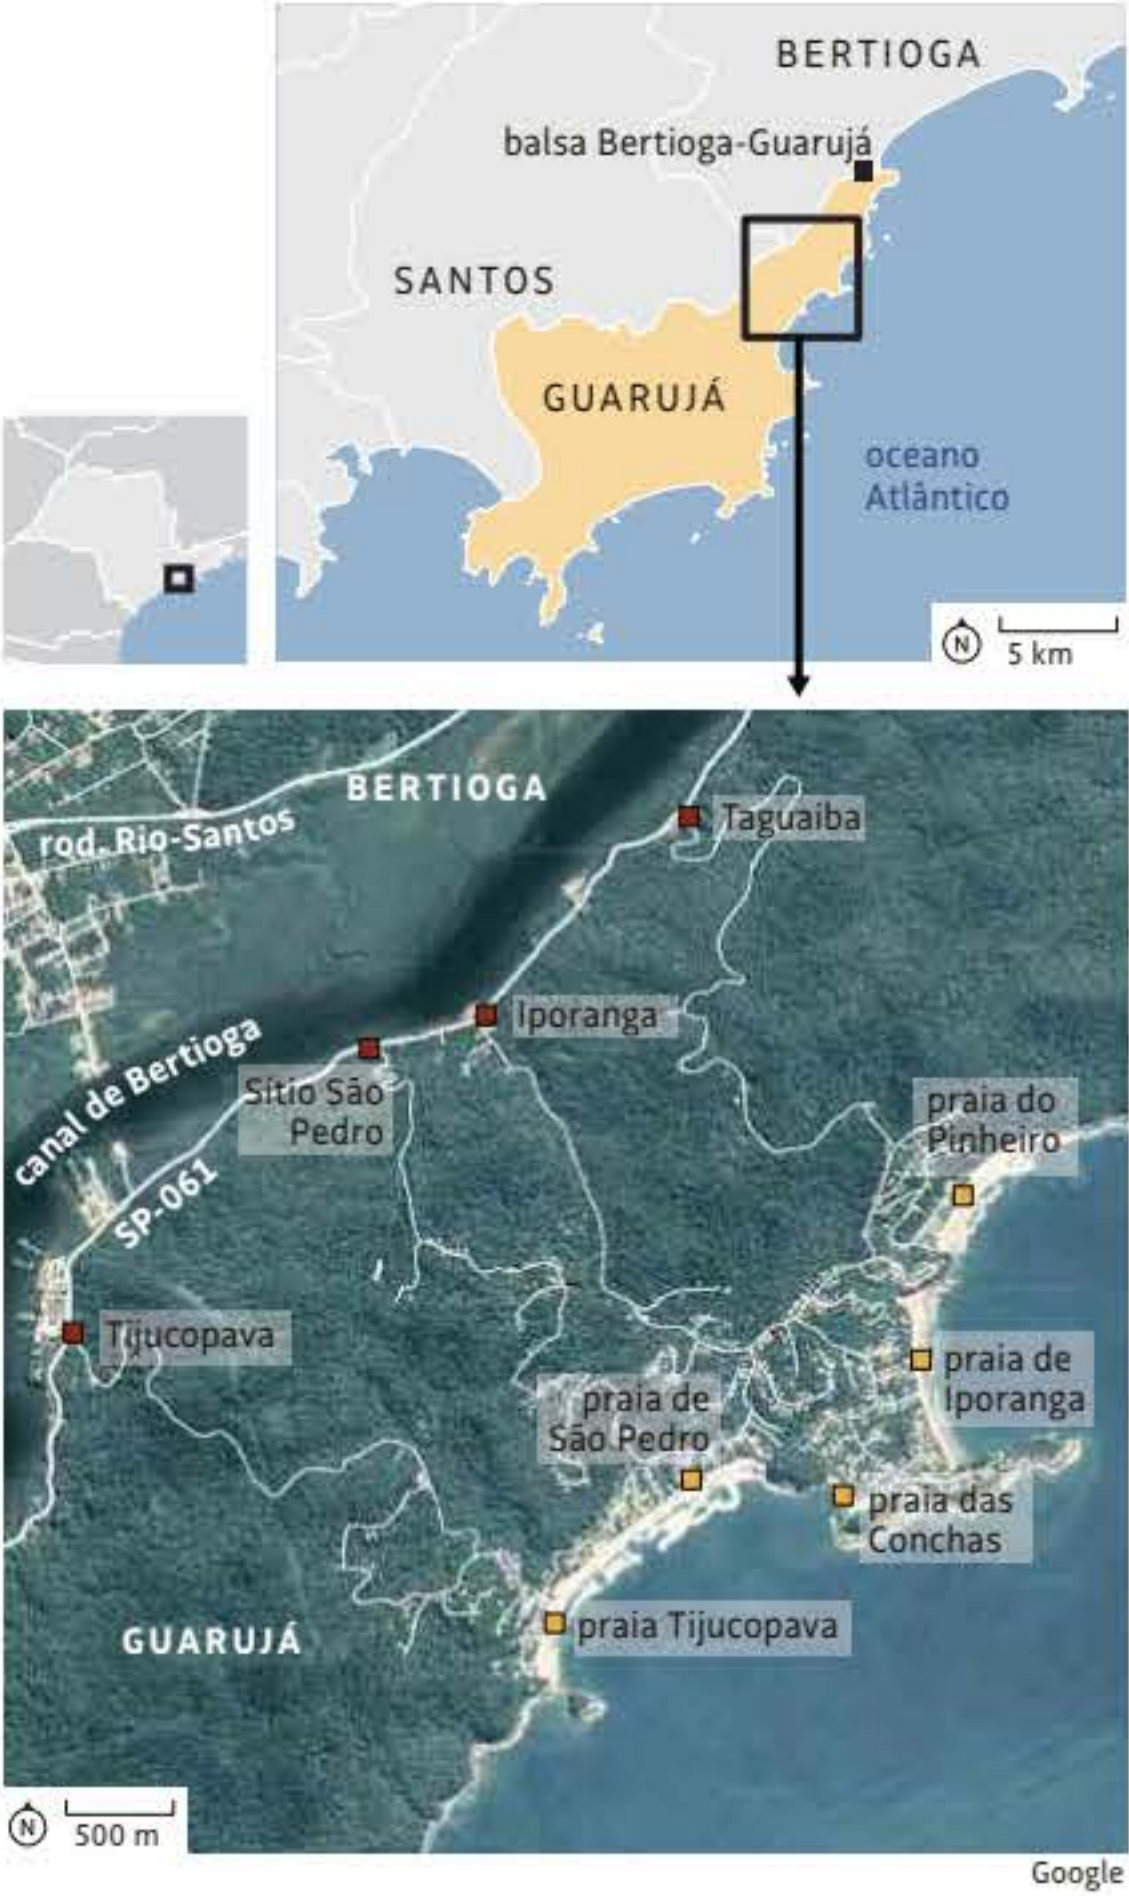 BERTIOGA
balsa Bertioga-Guarujá
SANTOS
GUARUJÁ
oceano
Atlântico
N
5 km
BERTIOGA
rod. Rio-Santos
Taguaiba
Iporanga
canal de Bertioga
Sítio São
Pedro
praia do
Pinheiro
SP-061
Tijucopava
praia de
Iporanga
praia de
São Pedro
praia das
Conchas
praia Tijucopava
GUARUJÁ
N
500 m
Google